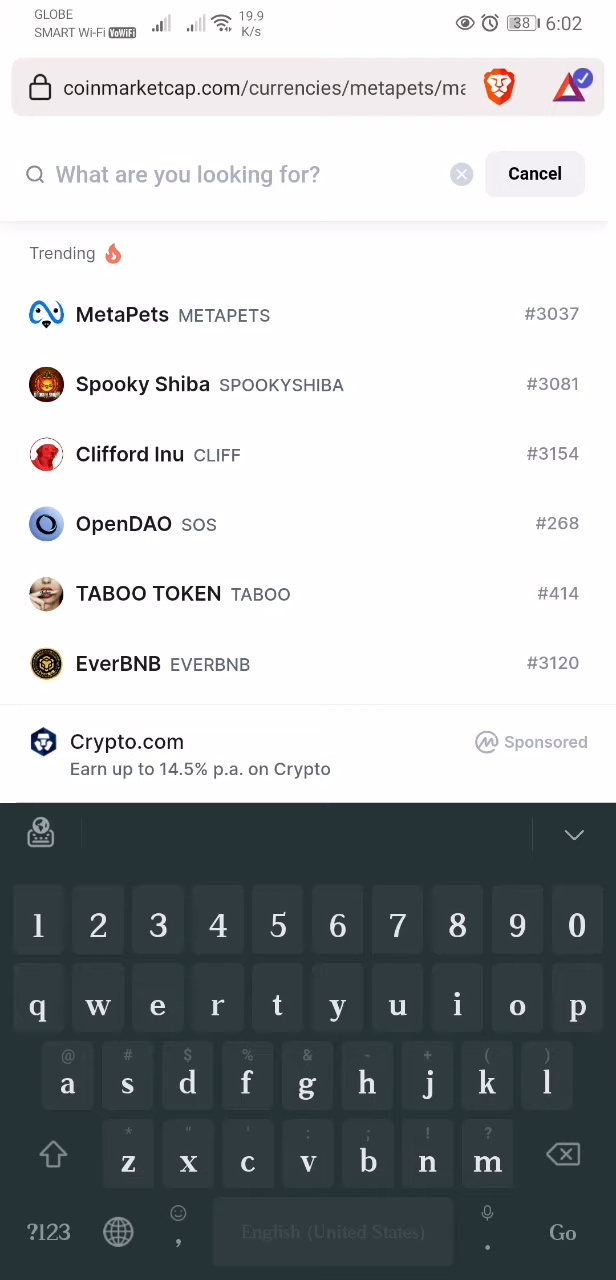 GLOBE
SMART Wi-Fi VoWiFi
19.9
K/s
38
6:02
coinmarketcap.com/currencies/metapets/ma
What are you looking for?
Cancel
Trending
MetaPets METAPETS #3037
Spooky Shiba SPOOKYSHIBA #3081
Clifford Inu CLIFF #3154
OpenDAO SOS #268
TABOO TOKEN TABOO #414
EverBNB EVERBNB #3120
Crypto.com Sponsored
Earn up to 14.5% p.a. on Crypto
1 2 3 4 5 6 7 8 9 0
q w e r t y u i o p
@ # $ % & - + ( )
a s d f g h j k l
* " ' : ; ! ?
z x c v b n m
?123 , English (United States) . Go